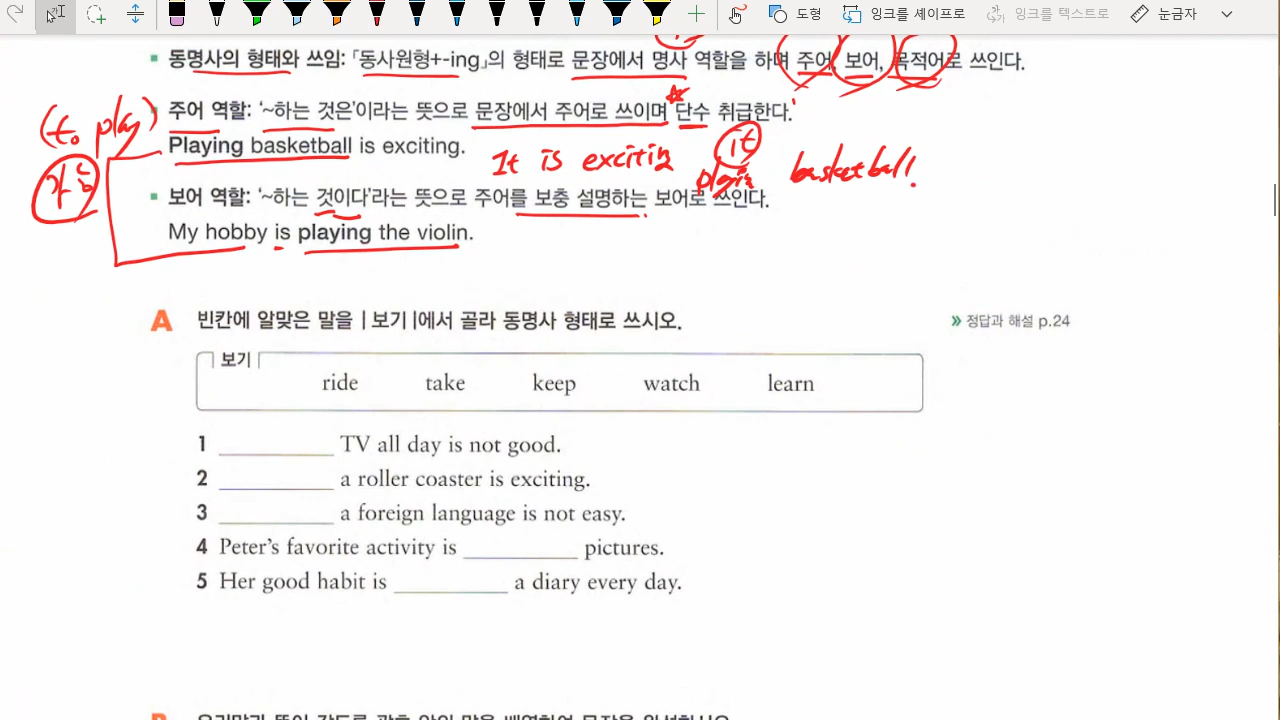 도형 잉크를 셰이프로 잉크를 텍스트로 눈금자
동명사의 형태와 쓰임: 「동사원형+-ing」의 형태로 문장에서 명사 역할을 하며 주어, 보어, 목적어로 쓰인다.
(to play)
주어 역할: '~하는 것은'이라는 뜻으로 문장에서 주어로 쓰이며 단수 취급한다.
Playing basketball is exciting.
It is excitin
it
basketball.
보어 역할: '~하는 것이다'라는 뜻으로 주어를 보충 설명하는 보어로 쓰인다.
My hobby is playing the violin.
A 빈칸에 알맞은 말을 |보기|에서 골라 동명사 형태로 쓰시오.
» 정답과 해설 p.24
보기
ride take keep watch learn
1 __________ TV all day is not good.
2 __________ a roller coaster is exciting.
3 __________ a foreign language is not easy.
4 Peter's favorite activity is __________ pictures.
5 Her good habit is __________ a diary every day.